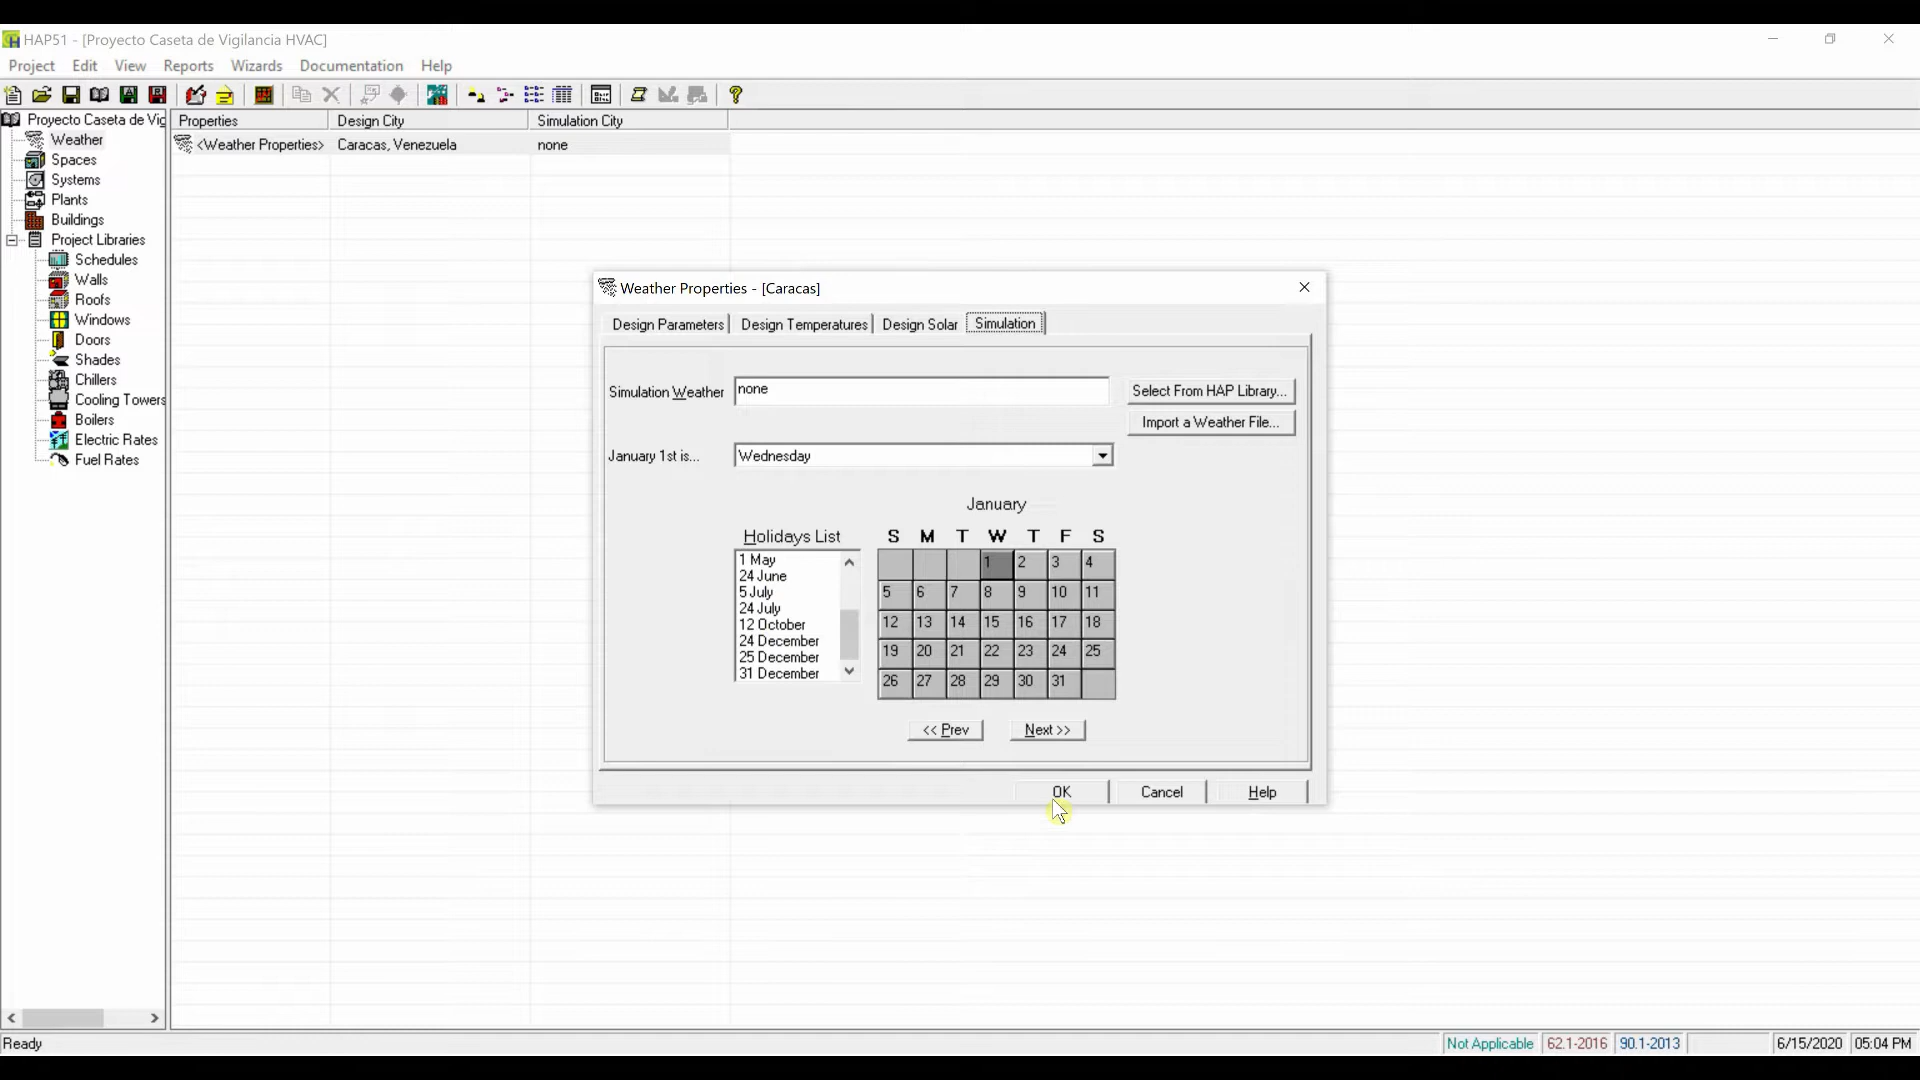 HAP51 - [Proyecto Caseta de Vigilancia HVAC]
Project Edit View Reports Wizards Documentation Help
Proyecto Caseta de Vig
Weather
Spaces
Systems
Plants
Buildings
Project Libraries
Schedules
Walls
Roofs
Windows
Doors
Shades
Chillers
Cooling Towers
Boilers
Electric Rates
Fuel Rates
Properties Design City Simulation City
<Weather Properties> Caracas, Venezuela none
Weather Properties - [Caracas]
Design Parameters Design Temperatures Design Solar Simulation
Simulation Weather none Select From HAP Library...
Import a Weather File...
January 1st is... Wednesday
January
Holidays List
1 May
24 June
5 July
24 July
12 October
24 December
25 December
31 December
S M T W T F S
1 2 3 4
5 6 7 8 9 10 11
12 13 14 15 16 17 18
19 20 21 22 23 24 25
26 27 28 29 30 31
<< Prev Next >>
OK Cancel Help
Ready Not Applicable 62.1-2016 90.1-2013 6/15/2020 05:04 PM